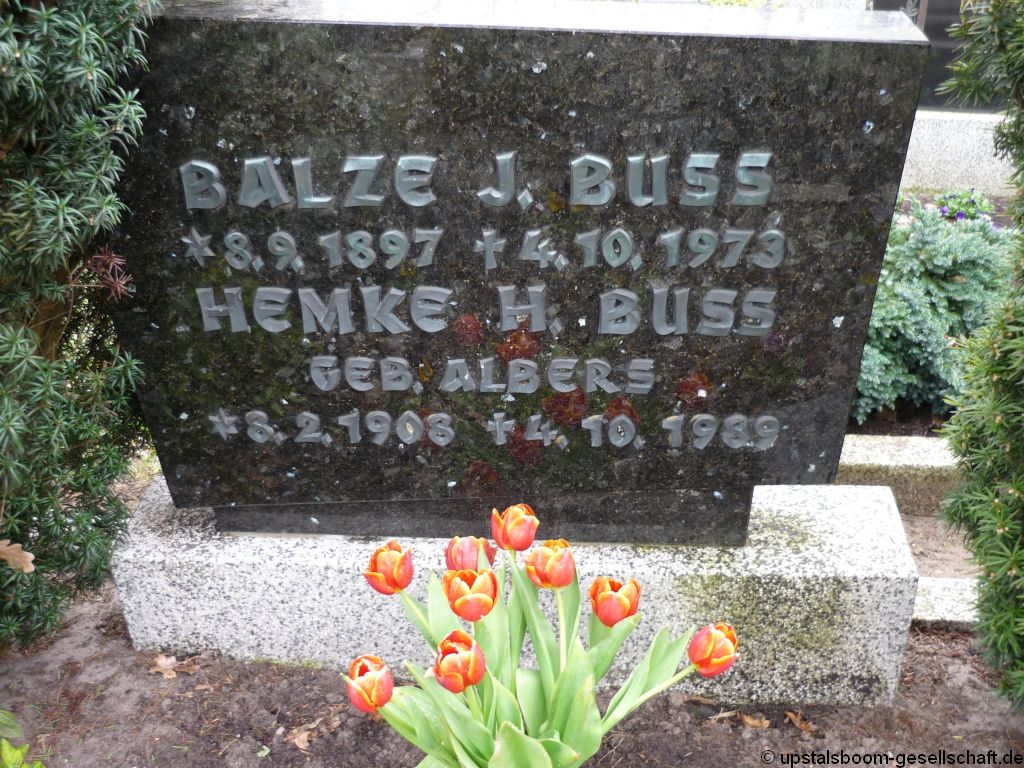 BALZE J. BUSS
* 8. 9. 1897 † 4. 10. 1973
HEMKE H. BUSS
GEB. ALBERS
* 8. 2. 1908 † 4. 10. 1989
© upstalsboom-gesellschaft.de